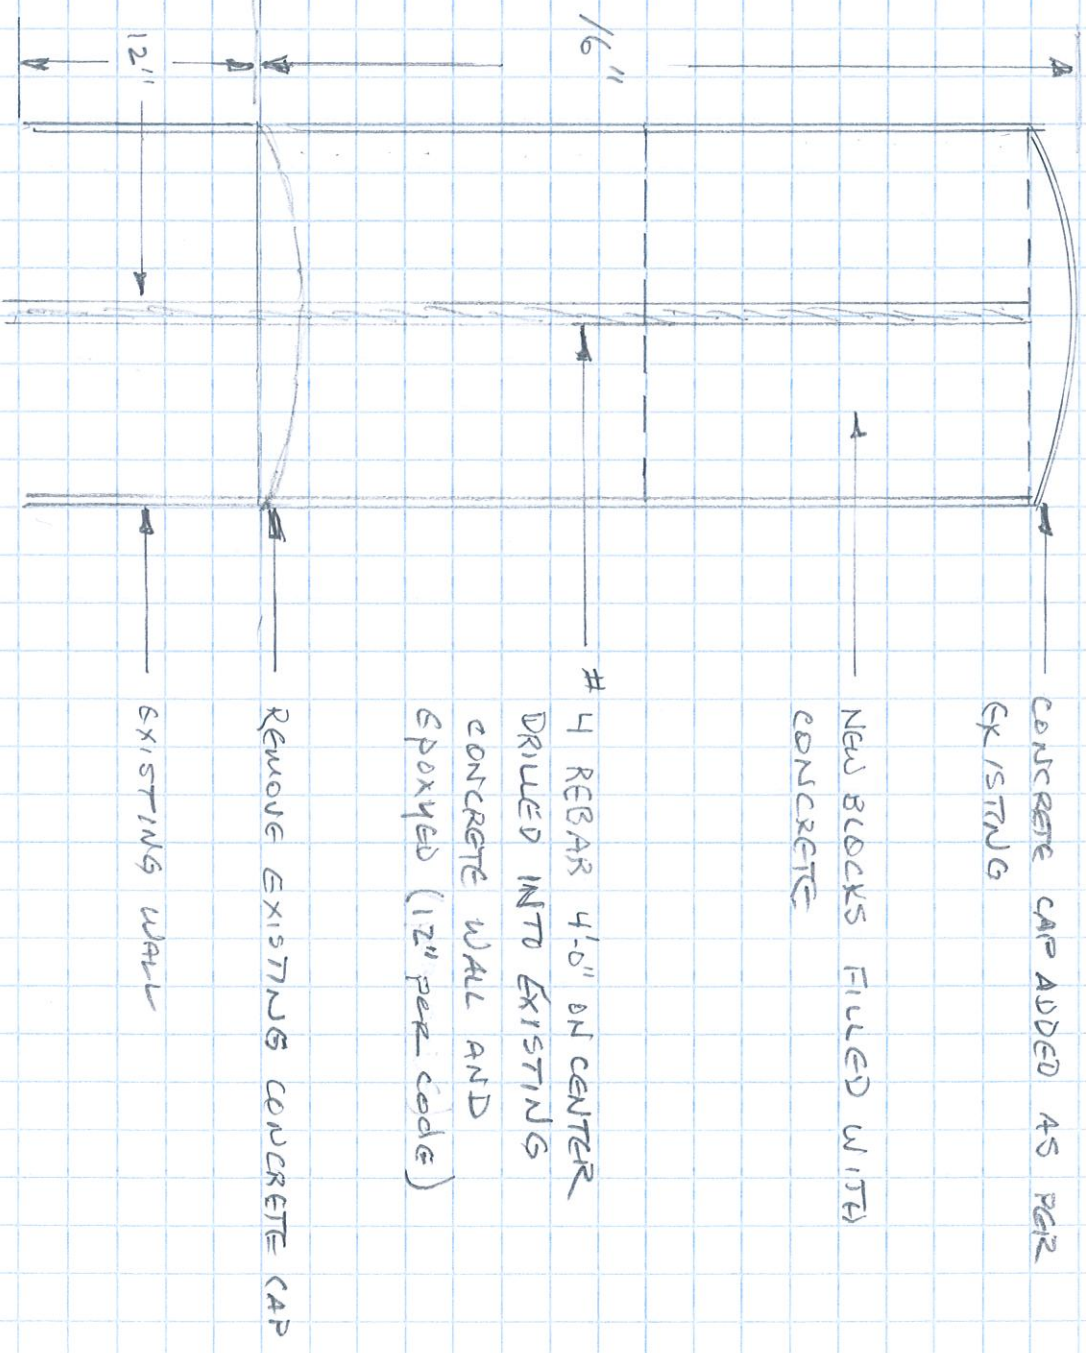 CONCRETE CAP ADDED AS PER
EXISTING
NEW BLOCKS FILLED WITH
CONCRETE
# 4 REBAR 4'-0" ON CENTER
DRILLED INTO EXISTING
CONCRETE WALL AND
EPOXYED (12" PER CODE)
REMOVE EXISTING CONCRETE CAP
EXISTING WALL
16"
12"